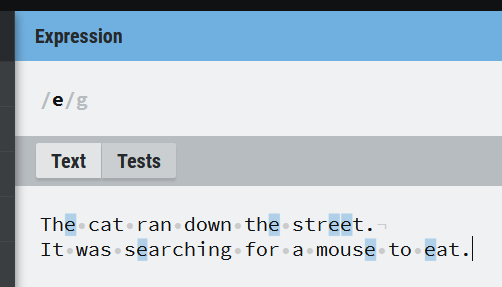 Expression
/e/g
Text Tests
The cat ran down the street.
It was searching for a mouse to eat.